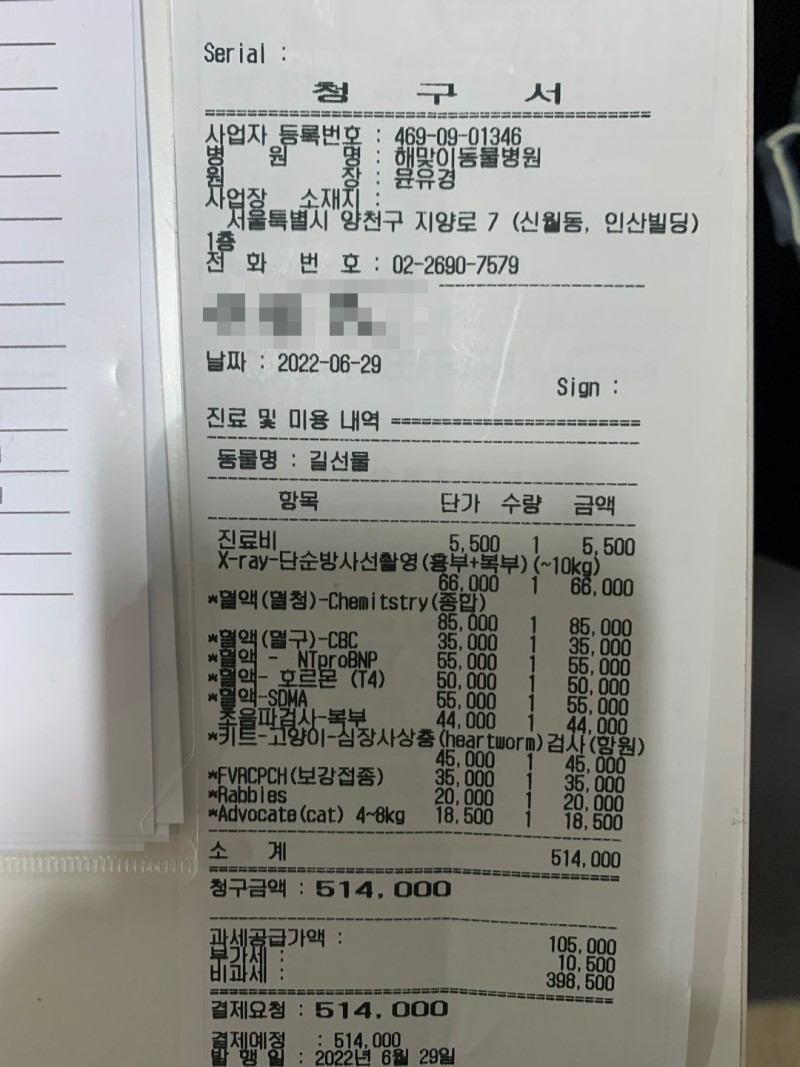 Serial :
청 구 서
사업자 등록번호 : 469-09-01346
병 원 명 : 해맞이동물병원
원 장 : 윤유경
사업장 소재지 :
서울특별시 양천구 지양로 7 (신월동, 인산빌딩)
1층
전 화 번 호 : 02-2690-7579
날짜 : 2022-06-29
Sign :
진료 및 미용 내역 ========================
동물명 : 길선물
항목 단가 수량 금액
진료비 5,500 1 5,500
X-ray-단순방사선촬영(흉부+복부)(~10kg)
66,000 1 66,000
*혈액(혈청)-Chemitstry(종합)
85,000 1 85,000
*혈액(혈구)-CBC 35,000 1 35,000
*혈액 - NTproBNP 55,000 1 55,000
*혈액- 호르몬 (T4) 50,000 1 50,000
*혈액-SDMA 55,000 1 55,000
초음파검사-복부 44,000 1 44,000
*키트-고양이-심장사상충(heartworm)검사(항원)
45,000 1 45,000
*FVRCPCH(보강접종) 35,000 1 35,000
*Rabbies 20,000 1 20,000
*Advocate(cat) 4~8kg 18,500 1 18,500
소 계 514,000
청구금액 : 514,000
과세공급가액 : 105,000
부가세 : 10,500
비과세 : 398,500
결제요청 : 514,000
결제예정 : 514,000
발 행 일 : 2022년 6월 29일